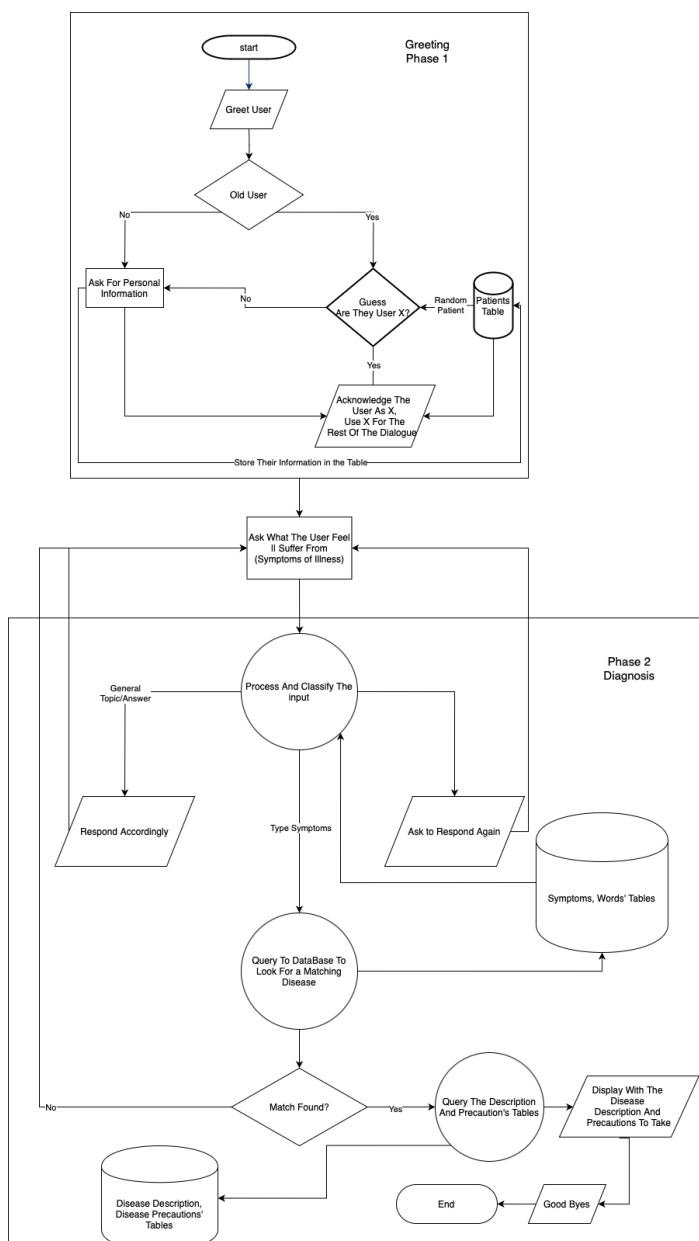 Greeting
Phase 1
start
Greet User
Old User
No
Yes
Ask For Personal
Information
No
Guess
Are They User X?
Random
Patient
Patients
Table
Yes
Acknowledge The
User As X,
Use X For The
Rest Of The Dialogue
Store Their Information in the Table
Ask What The User Feel
Il Suffer From
(Symptoms of Illness)
Phase 2
Diagnosis
Process And Classify The
input
General
Topic/Answer
Respond Accordingly
Type Symptoms
Ask to Respond Again
Symptoms, Words' Tables
Query To DataBase To
Look For a Matching
Disease
No
Match Found?
Yes
Query The Description
And Precaution's Tables
Display With The
Disease
Description And
Precautions To Take
Disease Description,
Disease Precautions'
Tables
End
Good Byes